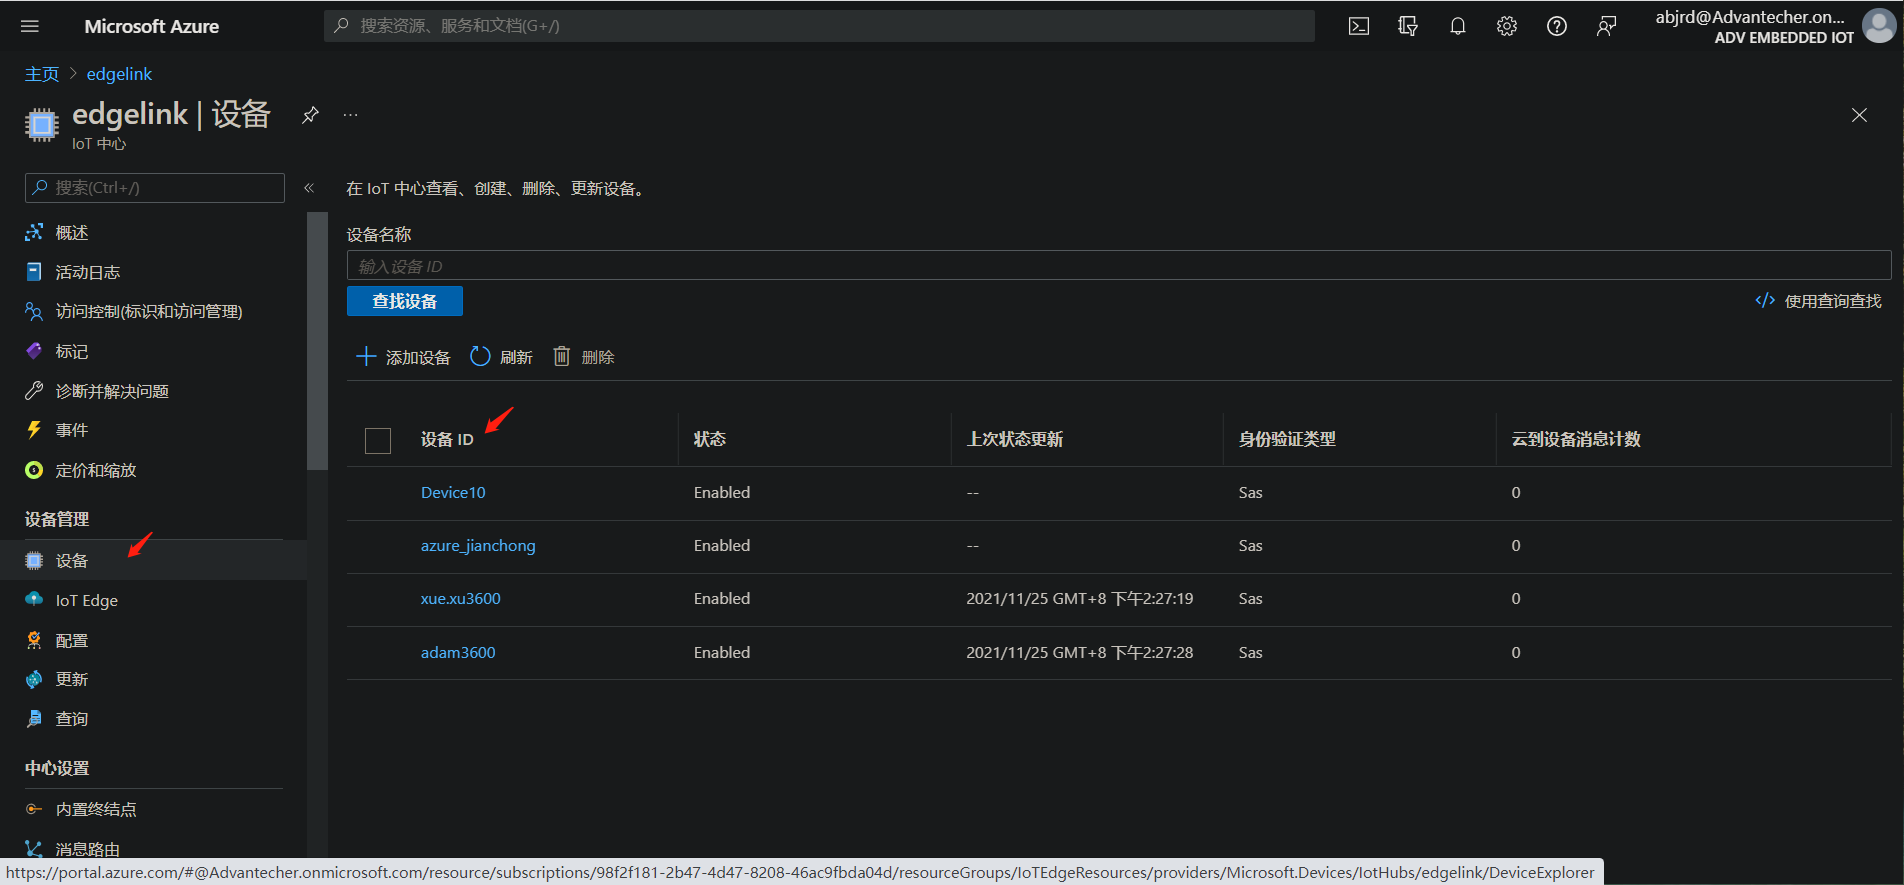 Microsoft Azure
搜索资源、服务和文档(G+/)
abjrd@Advantecher.on...
ADV EMBEDDED IOT
主页 > edgelink
edgelink | 设备
IoT 中心
搜索(Ctrl+/)
«
概述
活动日志
访问控制(标识和访问管理)
标记
诊断并解决问题
事件
定价和缩放
设备管理
设备
IoT Edge
配置
更新
查询
中心设置
内置终结点
消息路由
在 IoT 中心查看、创建、删除、更新设备。
设备名称
输入设备 ID
查找设备
</> 使用查询查找
添加设备 刷新 删除
设备 ID 状态 上次状态更新 身份验证类型 云到设备消息计数
Device10 Enabled -- Sas 0
azure_jianchong Enabled -- Sas 0
xue.xu3600 Enabled 2021/11/25 GMT+8 下午2:27:19 Sas 0
adam3600 Enabled 2021/11/25 GMT+8 下午2:27:28 Sas 0
https://portal.azure.com/#@Advantecher.onmicrosoft.com/resource/subscriptions/98f2f181-2b47-4d47-8208-46ac9fbda04d/resourceGroups/IoTEdgeResources/providers/Microsoft.Devices/IotHubs/edgelink/DeviceExplorer